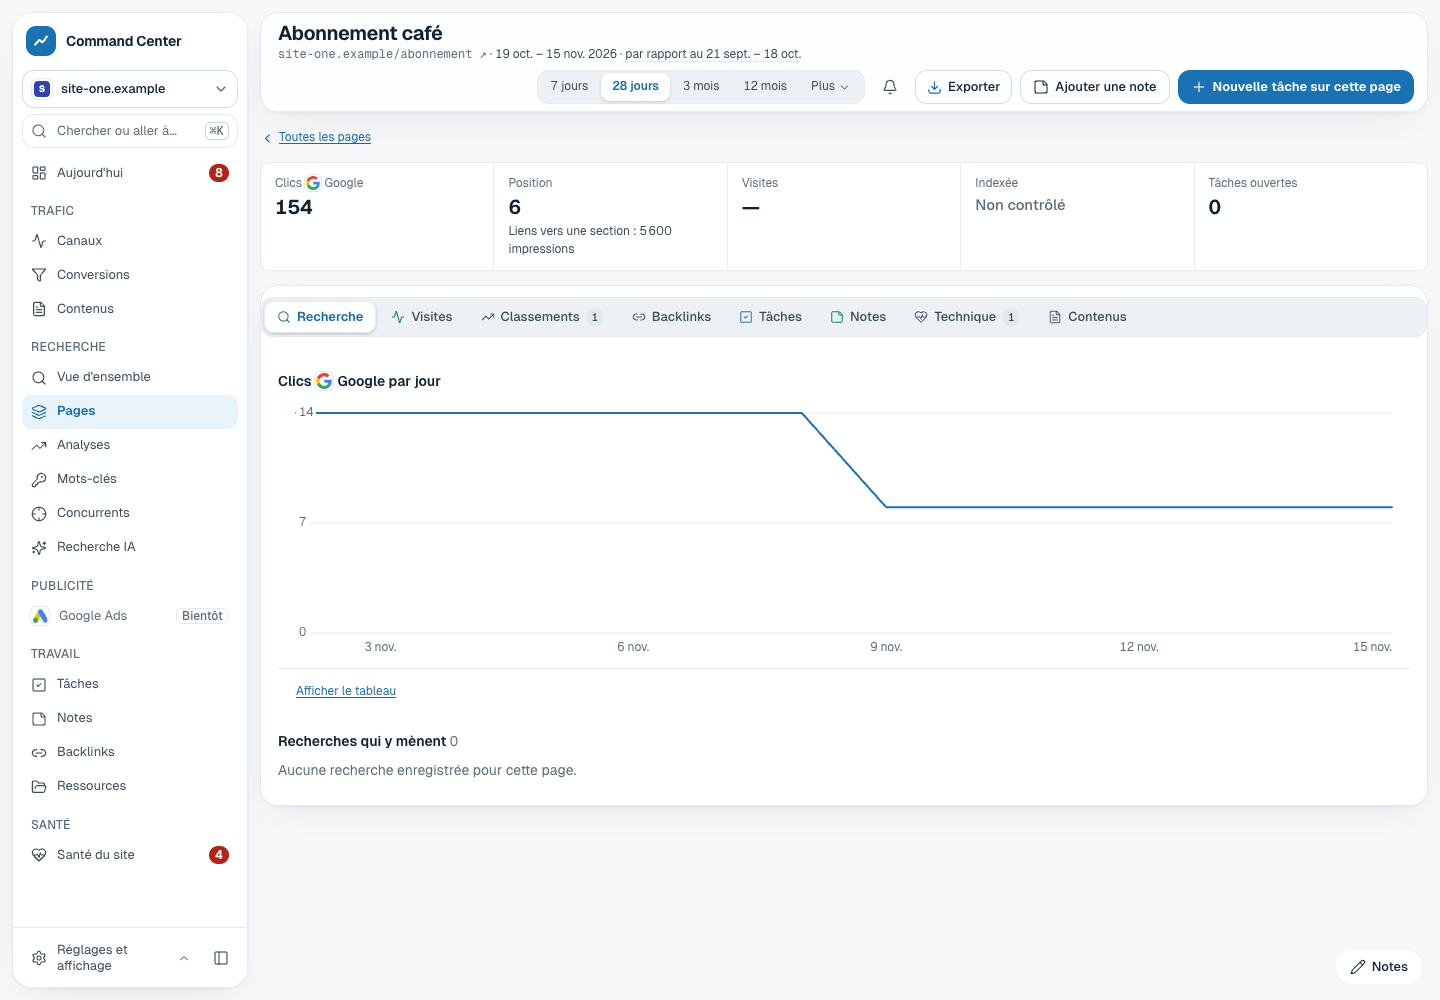 Command Center
S site-one.example
Chercher ou aller à... ⌘K
Aujourd'hui 8
TRAFIC
Canaux
Conversions
Contenus
RECHERCHE
Vue d'ensemble
Pages
Analyses
Mots-clés
Concurrents
Recherche IA
PUBLICITÉ
Google Ads Bientôt
TRAVAIL
Tâches
Notes
Backlinks
Ressources
SANTÉ
Santé du site 4
Réglages et
affichage
Abonnement café
site-one.example/abonnement ↗ · 19 oct. – 15 nov. 2026 · par rapport au 21 sept. – 18 oct.
7 jours 28 jours 3 mois 12 mois Plus Exporter Ajouter une note Nouvelle tâche sur cette page
Toutes les pages
Clics G Google
154
Position
6
Liens vers une section : 5 600
impressions
Visites
—
Indexée
Non contrôlé
Tâches ouvertes
0
Recherche Visites Classements 1 Backlinks Tâches Notes Technique 1 Contenus
Clics G Google par jour
14
7
0
3 nov. 6 nov. 9 nov. 12 nov. 15 nov.
Afficher le tableau
Recherches qui y mènent 0
Aucune recherche enregistrée pour cette page.
Notes